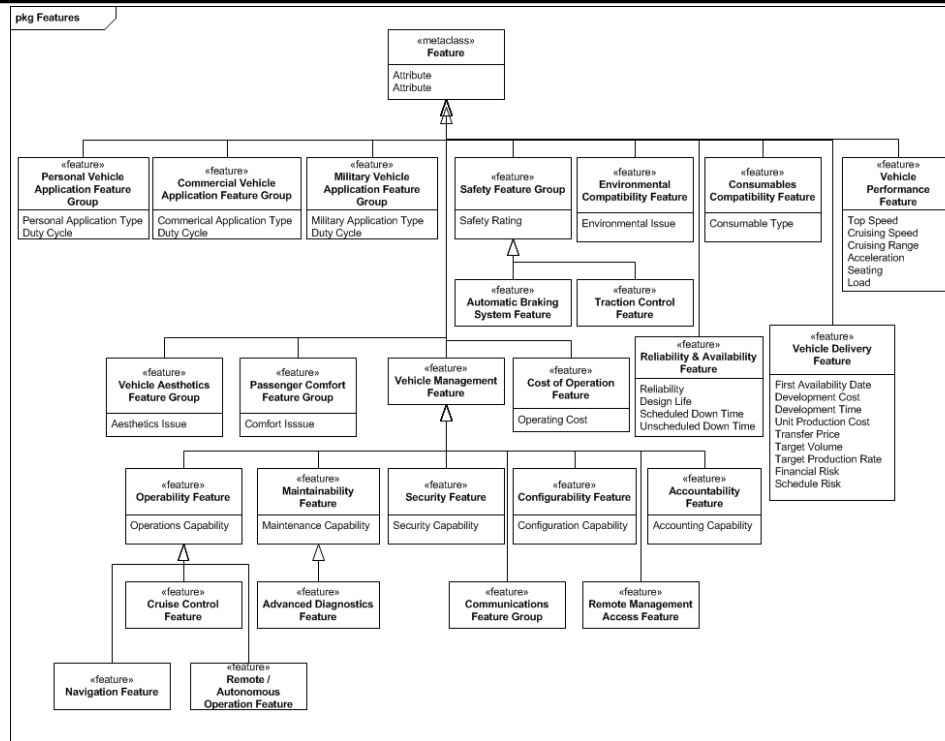 pkg Features
«metaclass»
Feature
Attribute
Attribute
«feature»
Personal Vehicle
Application Feature
Group
Personal Application Type
Duty Cycle
«feature»
Commercial Vehicle
Application Feature Group
Commerical Application Type
Duty Cycle
«feature»
Military Vehicle
Application Feature
Group
Military Application Type
Duty Cycle
«feature»
Safety Feature Group
Safety Rating
«feature»
Environmental
Compatibility Feature
Environmental Issue
«feature»
Consumables
Compatibility Feature
Consumable Type
«feature»
Vehicle
Performance
Feature
Top Speed
Cruising Speed
Cruising Range
Acceleration
Seating
Load
«feature»
Automatic Braking
System Feature
«feature»
Traction Control
Feature
«feature»
Vehicle Aesthetics
Feature Group
Aesthetics Issue
«feature»
Passenger Comfort
Feature Group
Comfort Isssue
«feature»
Vehicle Management
Feature
«feature»
Cost of Operation
Feature
Operating Cost
«feature»
Reliability & Availability
Feature
Reliability
Design Life
Scheduled Down Time
Unscheduled Down Time
«feature»
Vehicle Delivery
Feature
First Availability Date
Development Cost
Development Time
Unit Production Cost
Transfer Price
Target Volume
Target Production Rate
Financial Risk
Schedule Risk
«feature»
Operability Feature
Operations Capability
«feature»
Maintainability
Feature
Maintenance Capability
«feature»
Security Feature
Security Capability
«feature»
Configurability Feature
Configuration Capability
«feature»
Accountability
Feature
Accounting Capability
«feature»
Cruise Control
Feature
«feature»
Advanced Diagnostics
Feature
«feature»
Communications
Feature Group
«feature»
Remote Management
Access Feature
«feature»
Navigation Feature
«feature»
Remote /
Autonomous
Operation Feature